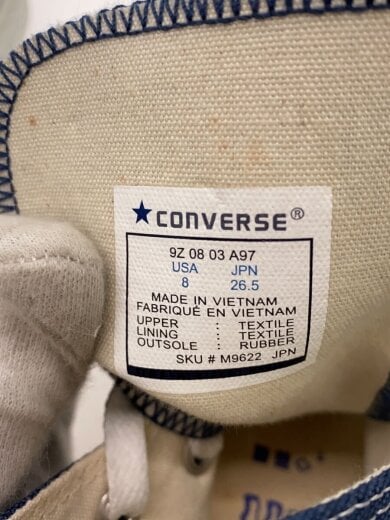 ★CONVERSE®
9Z 08 03 A97
USA JPN
8 26.5
MADE IN VIETNAM
FABRIQUÉ EN VIETNAM
UPPER : TEXTILE
LINING : TEXTILE
OUTSOLE : RUBBER
SKU # M9622 JPN